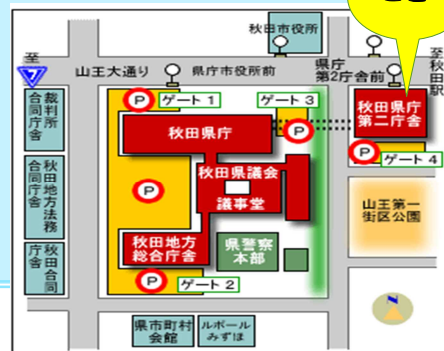 秋田市役所
至
山王大通り
県庁市役所前
県庁
第2庁舎前
至秋田駅
裁判所
合同庁舎
P
ゲート1
ゲート3
P
秋田県庁
秋田県庁
第二庁舎
P
ゲート4
秋田地方法務
合同庁舎
P
秋田県議会
議事堂
山王第一
街区公園
秋田地方
総合庁舎
県警察
本部
秋田合同
庁舎
P
ゲート2
県市町村
会館
ルポール
みずほ
N